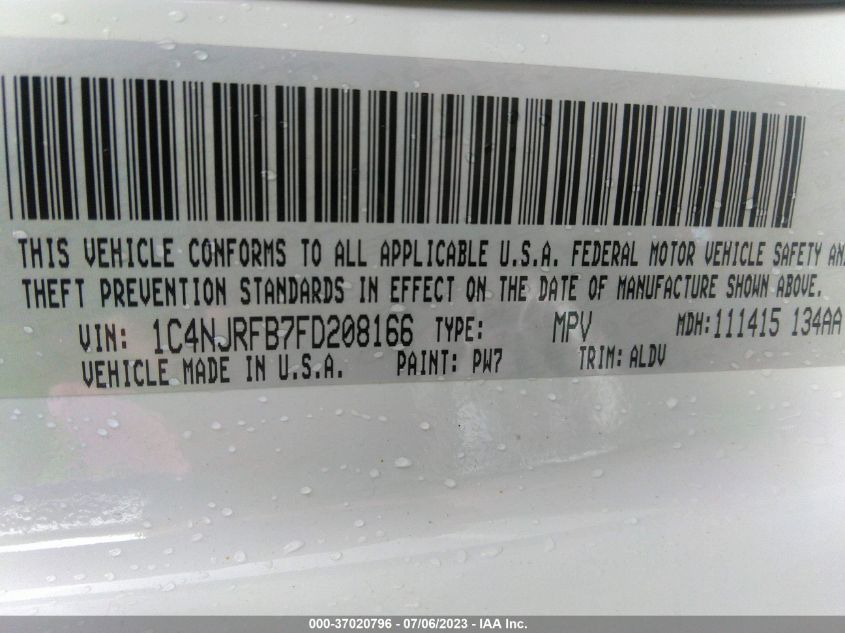 THIS VEHICLE CONFORMS TO ALL APPLICABLE U.S.A. FEDERAL MOTOR VEHICLE SAFETY AN
THEFT PREVENTION STANDARDS IN EFFECT ON THE DATE OF MANUFACTURE SHOWN ABOVE.
VIN: 1C4NJRFB7FD208166 TYPE: MPV MDH:111415 134AA
VEHICLE MADE IN U.S.A. PAINT: PW7 TRIM: ALDV
000-37020796 - 07/06/2023 - IAA Inc.